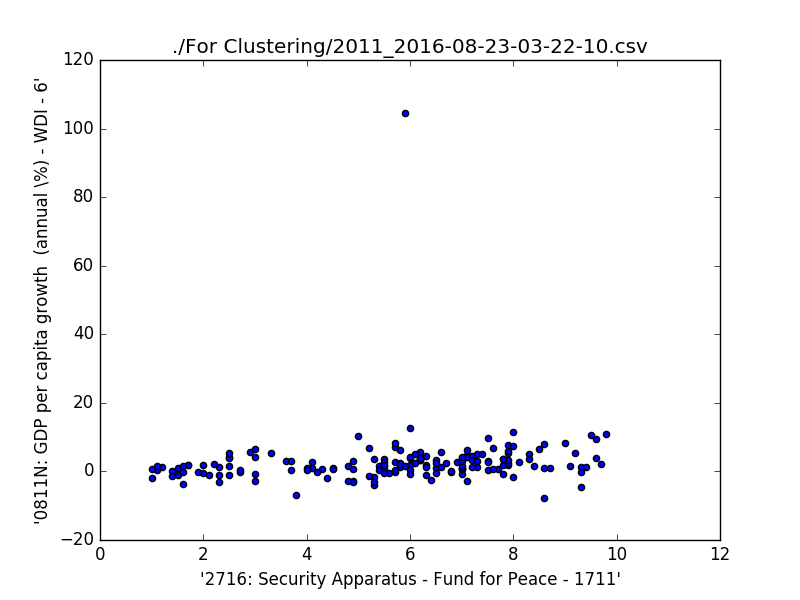 ./For Clustering/2011_2016-08-23-03-22-10.csv
120
100
80
60
40
20
0
−20
'0811N: GDP per capita growth  (annual \%) - WDI - 6'
0 2 4 6 8 10 12
'2716: Security Apparatus - Fund for Peace - 1711'